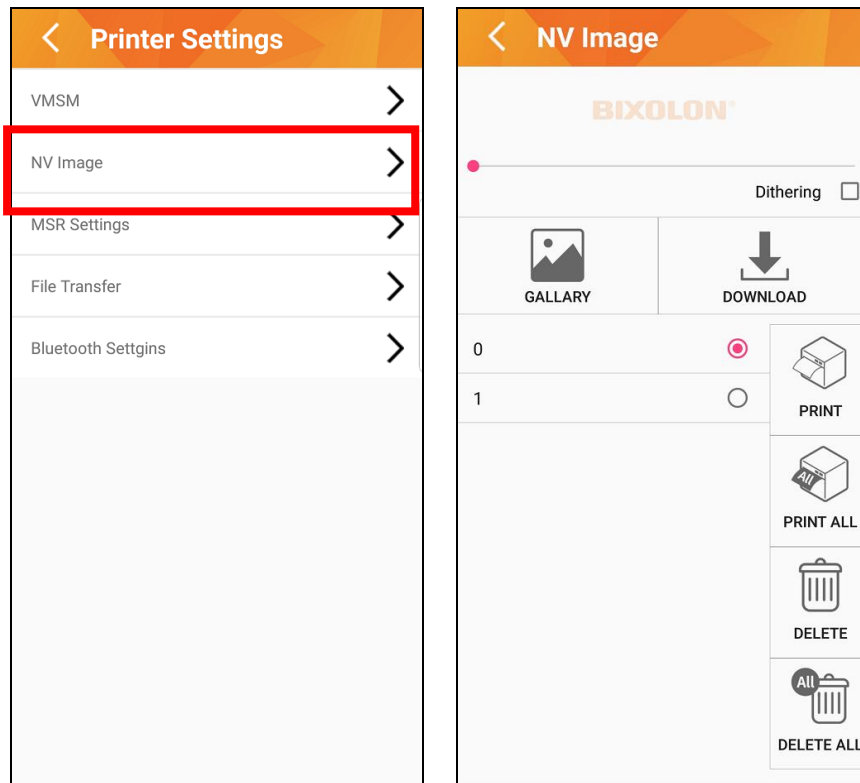 Printer Settings
VMSM
NV Image
MSR Settings
File Transfer
Bluetooth Settgins
NV Image
BIXOLON®
Dithering
GALLARY
DOWNLOAD
0
1
PRINT
All
PRINT ALL
DELETE
All
DELETE ALL